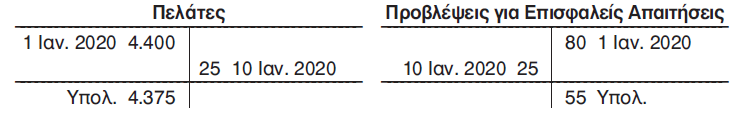 Πελάτες Προβλέψεις για Επισφαλείς Απαιτήσεις
1 Ιαν. 2020 4.400 80 1 Ιαν. 2020
25 10 Ιαν. 2020 10 Ιαν. 2020 25
Υπολ. 4.375 55 Υπολ.